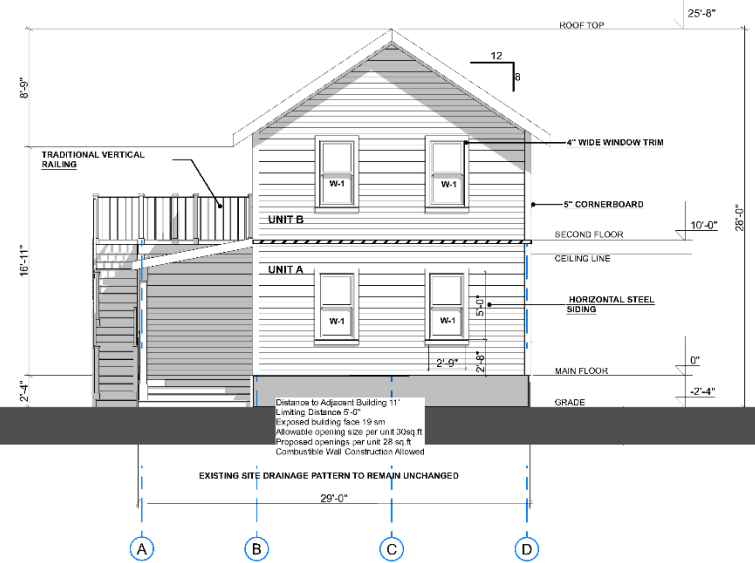 25'-8"
ROOF TOP
12
8
8'-9"
4" WIDE WINDOW TRIM
TRADITIONAL VERTICAL
RAILING
W-1
W-1
5" CORNERBOARD
UNIT B
10'-0"
28'-0"
SECOND FLOOR
CEILING LINE
16'-11"
UNIT A
5'-0"
HORIZONTAL STEEL
SIDING
W-1
W-1
2'-9"
2'-8"
0"
MAIN FLOOR
2'-4"
-2'-4"
GRADE
Distance to Adjacent Building 11'
Limiting Distance 5'-6"
Exposed building face 19 sm
Allowable opening size per unit 30sq.ft
Proposed openings per unit 28 sq.ft
Combustible Wall Construction Allowed
EXISTING SITE DRAINAGE PATTERN TO REMAIN UNCHANGED
29'-0"
A
B
C
D